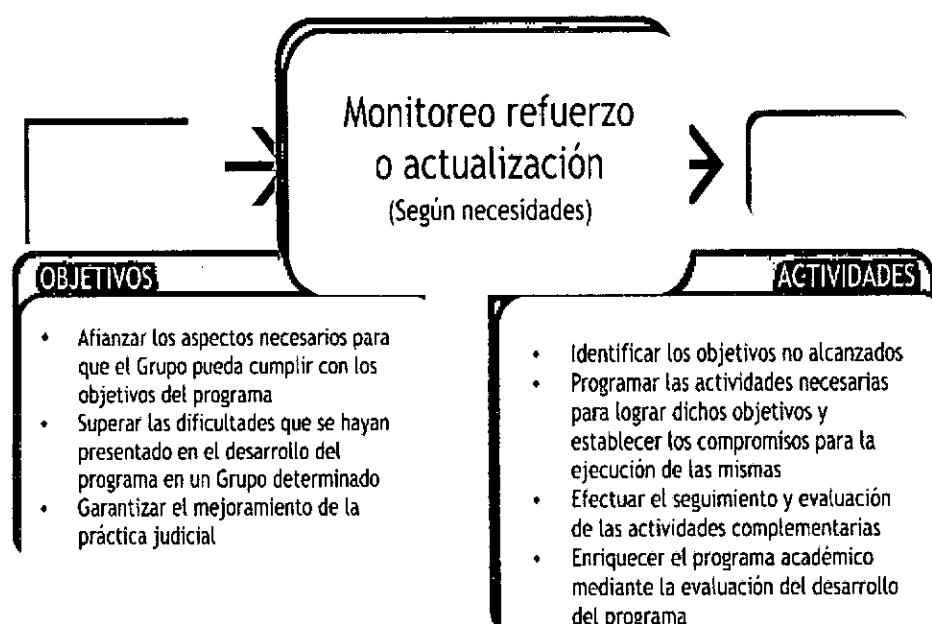 Monitoreo refuerzo
o actualización
(Según necesidades)
OBJETIVOS
• Afianzar los aspectos necesarios para
que el Grupo pueda cumplir con los
objetivos del programa
• Superar las dificultades que se hayan
presentado en el desarrollo del
programa en un Grupo determinado
• Garantizar el mejoramiento de la
práctica judicial
ACTIVIDADES
• Identificar los objetivos no alcanzados
• Programar las actividades necesarias
para lograr dichos objetivos y
establecer los compromisos para la
ejecución de las mismas
• Efectuar el seguimiento y evaluación
de las actividades complementarias
• Enriquecer el programa académico
mediante la evaluación del desarrollo
del programa